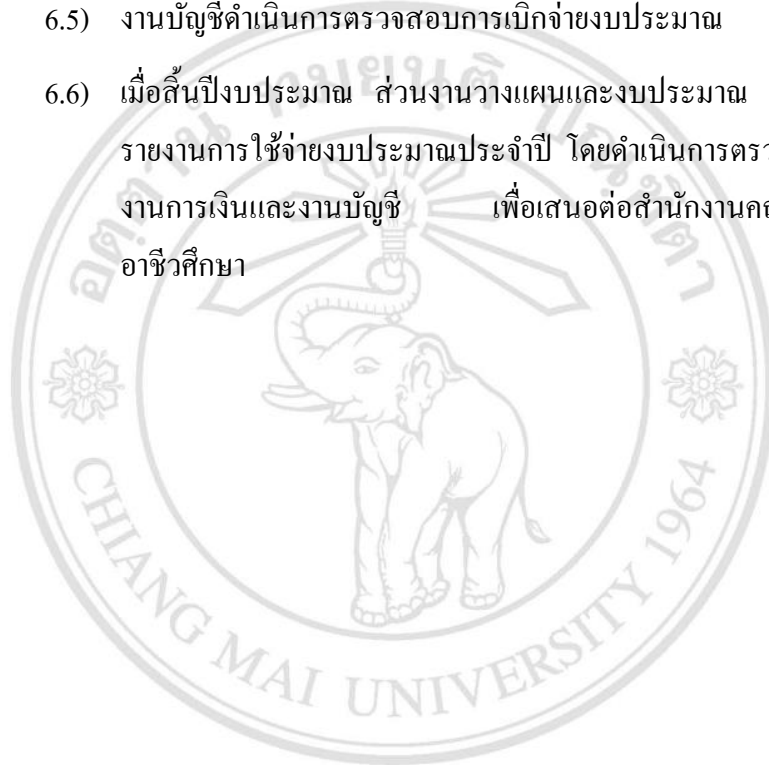 6.5) งานบัญชีดำเนินการตรวจสอบการเบิกจ่ายงบประมาณ
6.6) เมื่อสิ้นปีงบประมาณ ส่วนงานวางแผนและงบประมาณ
รายงานการใช้จ่ายงบประมาณประจำปี โดยดำเนินการ
งานการเงินและงานบัญชี เพื่อเสนอต่อสำนักงาน
อาชีวศึกษา
CHIANG MAI UNIVERSITY 1964